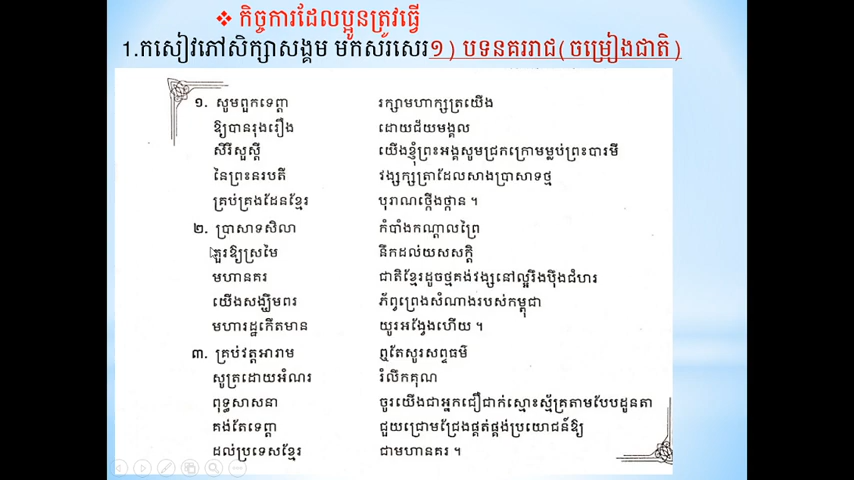 ❖ កិច្ចការដែលប្អូនត្រូវធ្វើ
1.កសៀវភៅសិក្សាសង្គម មកសរសេរ១) បទនគររាជ(ចម្រៀងជាតិ)
១. សូមពួកទេព្តា រក្សាមហាក្សត្រយើង
ឱ្យបានរុងរឿង ដោយជ័យមង្គល
សិរីសួស្តី យើងខ្ញុំព្រះអង្គសូមជ្រកក្រោមម្លប់ព្រះបារមី
នៃព្រះនរបតី វង្សក្សត្រាដែលសាងប្រាសាទថ្ម
គ្រប់គ្រងដែនខ្មែរ បុរាណថ្កើងថ្កាន ។
២. ប្រាសាទសិលា កំបាំងកណ្តាលព្រៃ
គួរឱ្យស្រមៃ នឹកដល់យសសក្តិ
មហានគរ ជាតិខ្មែរដូចថ្មគង់វង្សនៅល្អរឹងប៉ឹងជំហរ
យើងសង្ឃឹមពរ ភ័ព្វព្រេងសំណាងរបស់កម្ពុជា
មហារដ្ឋកើតមាន យូរអង្វែងហើយ ។
៣. គ្រប់វត្តអារាម ឮតែសូរសព្ទធម៌
សូត្រដោយអំណរ រំលឹកគុណ
ពុទ្ធសាសនា ចូរយើងជាអ្នកជឿជាក់ស្មោះស្ម័គ្រតាមបែបដូនតា
គង់តែទេព្តា ជួយជ្រោមជ្រែងផ្គត់ផ្គង់ប្រយោជន៍ឱ្យ
ដល់ប្រទេសខ្មែរ ជាមហានគរ ។